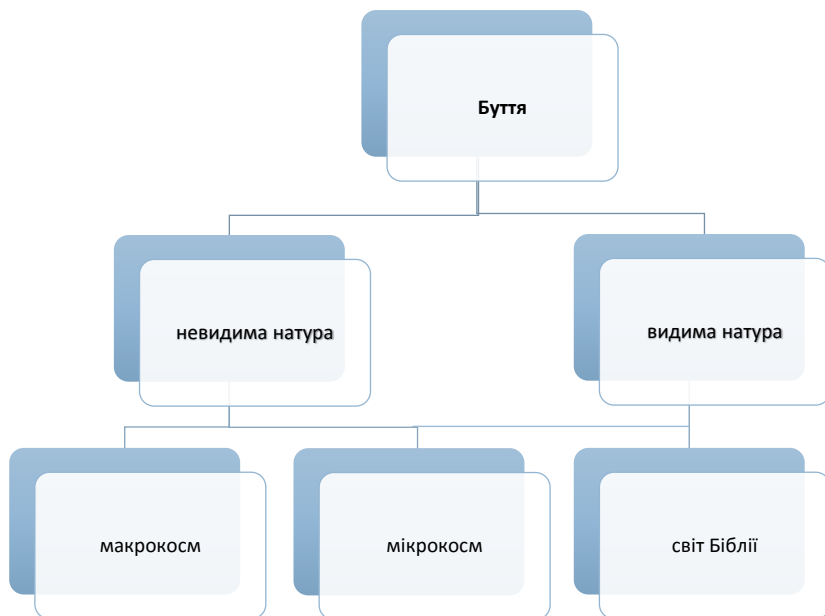 Буття
невидима натура
видима натура
макрокосм
мікрокосм
світ Біблії